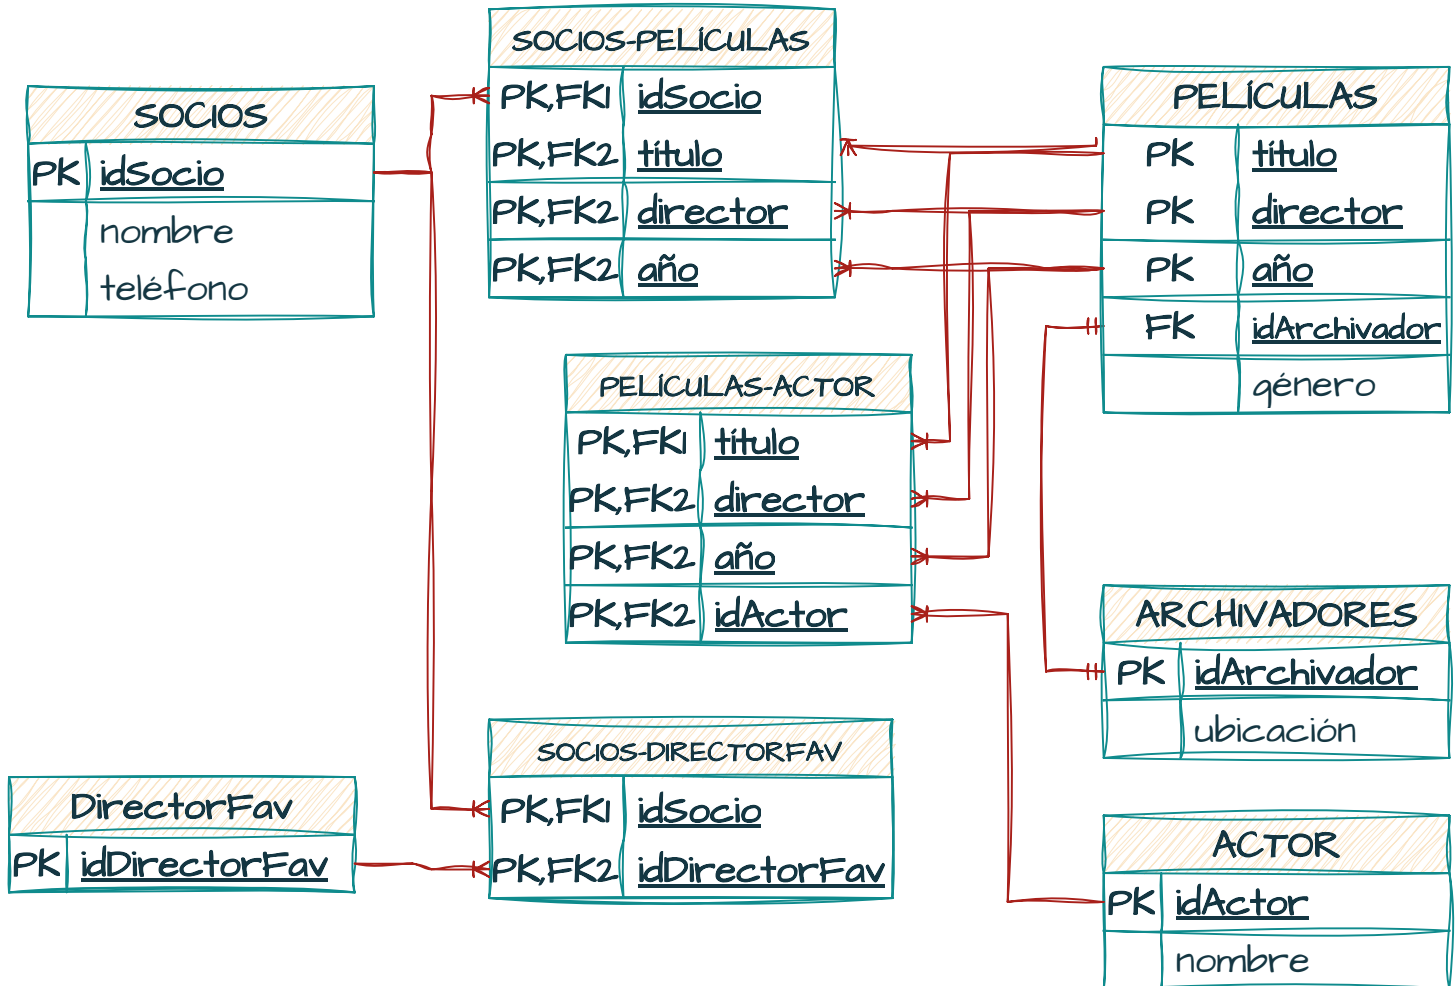 SOCIOS-PELÍCULAS
PK,FK1 idSocio
PK,FK2 título
PK,FK2 director
PK,FK2 año
SOCIOS
PK idSocio
nombre
teléfono
PELÍCULAS
PK título
PK director
PK año
FK idArchivador
género
PELÍCULAS-ACTOR
PK,FK1 título
PK,FK2 director
PK,FK2 año
PK,FK2 idActor
ARCHIVADORES
PK idArchivador
ubicación
SOCIOS-DIRECTORFAV
PK,FK1 idSocio
PK,FK2 idDirectorFav
DirectorFav
PK idDirectorFav
ACTOR
PK idActor
nombre